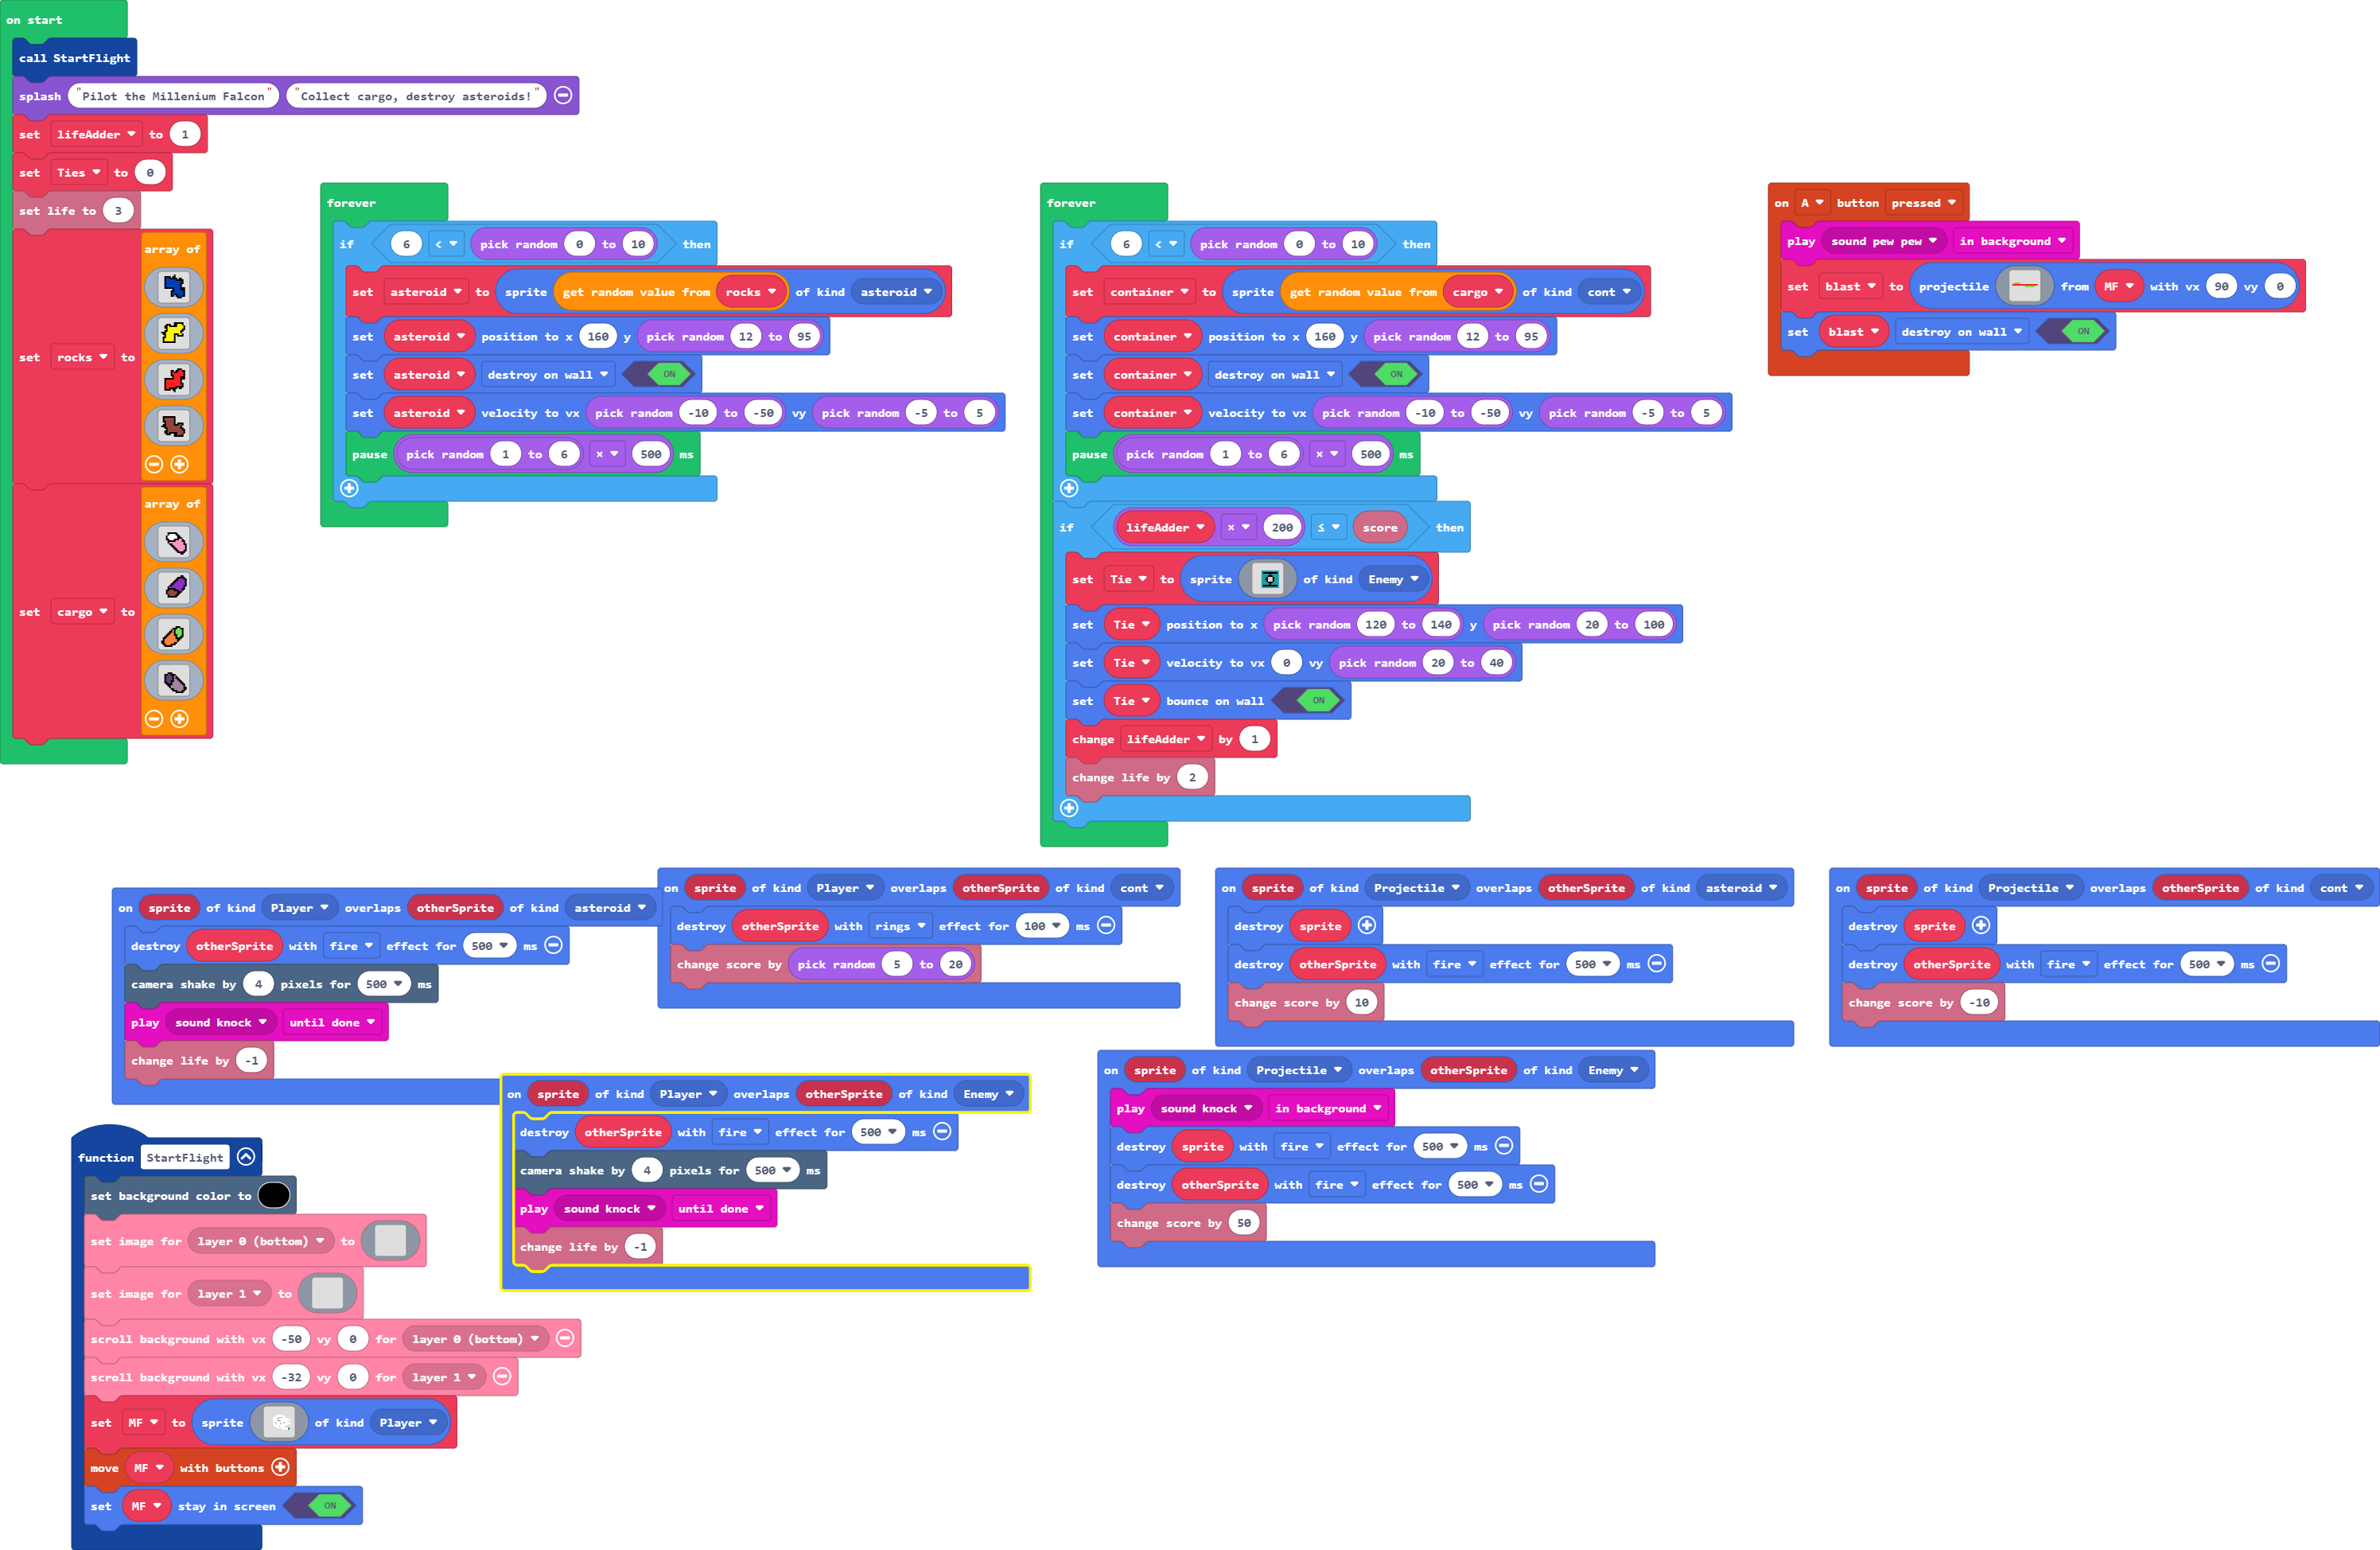 on start
call StartFlight
splash "Pilot the Millenium Falcon" "Collect cargo, destroy asteroids!"
set lifeAdder to 1
set Ties to 0
set life to 3
set rocks to array of
set cargo to array of
forever
if 6 < pick random 0 to 10 then
set asteroid to sprite get random value from rocks of kind asteroid
set asteroid position to x 160 y pick random 12 to 95
set asteroid destroy on wall ON
set asteroid velocity to vx pick random -10 to -50 vy pick random -5 to 5
pause pick random 1 to 6 × 500 ms
forever
if 6 < pick random 0 to 10 then
set container to sprite get random value from cargo of kind cont
set container position to x 160 y pick random 12 to 95
set container destroy on wall ON
set container velocity to vx pick random -10 to -50 vy pick random -5 to 5
pause pick random 1 to 6 × 500 ms
if lifeAdder × 200 ≤ score then
set Tie to sprite of kind Enemy
set Tie position to x pick random 120 to 140 y pick random 20 to 100
set Tie velocity to vx 0 vy pick random 20 to 40
set Tie bounce on wall ON
change lifeAdder by 1
change life by 2
on A button pressed
play sound pew pew in background
set blast to projectile from MF with vx 90 vy 0
set blast destroy on wall ON
on sprite of kind Player overlaps otherSprite of kind asteroid
destroy otherSprite with fire effect for 500 ms
camera shake by 4 pixels for 500 ms
play sound knock until done
change life by -1
on sprite of kind Player overlaps otherSprite of kind cont
destroy otherSprite with rings effect for 100 ms
change score by pick random 5 to 20
on sprite of kind Projectile overlaps otherSprite of kind asteroid
destroy sprite
destroy otherSprite with fire effect for 500 ms
change score by 10
on sprite of kind Projectile overlaps otherSprite of kind cont
destroy sprite
destroy otherSprite with fire effect for 500 ms
change score by -10
on sprite of kind Player overlaps otherSprite of kind Enemy
destroy otherSprite with fire effect for 500 ms
camera shake by 4 pixels for 500 ms
play sound knock until done
change life by -1
on sprite of kind Projectile overlaps otherSprite of kind Enemy
play sound knock in background
destroy sprite with fire effect for 500 ms
destroy otherSprite with fire effect for 500 ms
change score by 50
function StartFlight
set background color to
set image for layer 0 (bottom) to
set image for layer 1 to
scroll background with vx -50 vy 0 for layer 0 (bottom)
scroll background with vx -32 vy 0 for layer 1
set MF to sprite of kind Player
move MF with buttons
set MF stay in screen ON